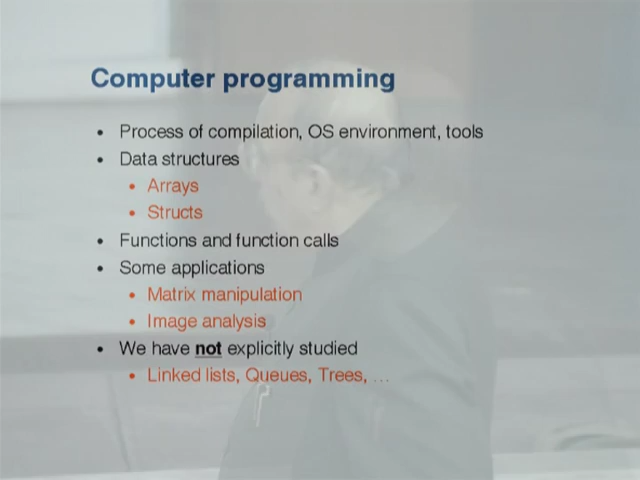 Computer programming
• Process of compilation, OS environment, tools
• Data structures
• Arrays
• Structs
• Functions and function calls
• Some applications
• Matrix manipulation
• Image analysis
• We have not explicitly studied
• Linked lists, Queues, Trees, ...